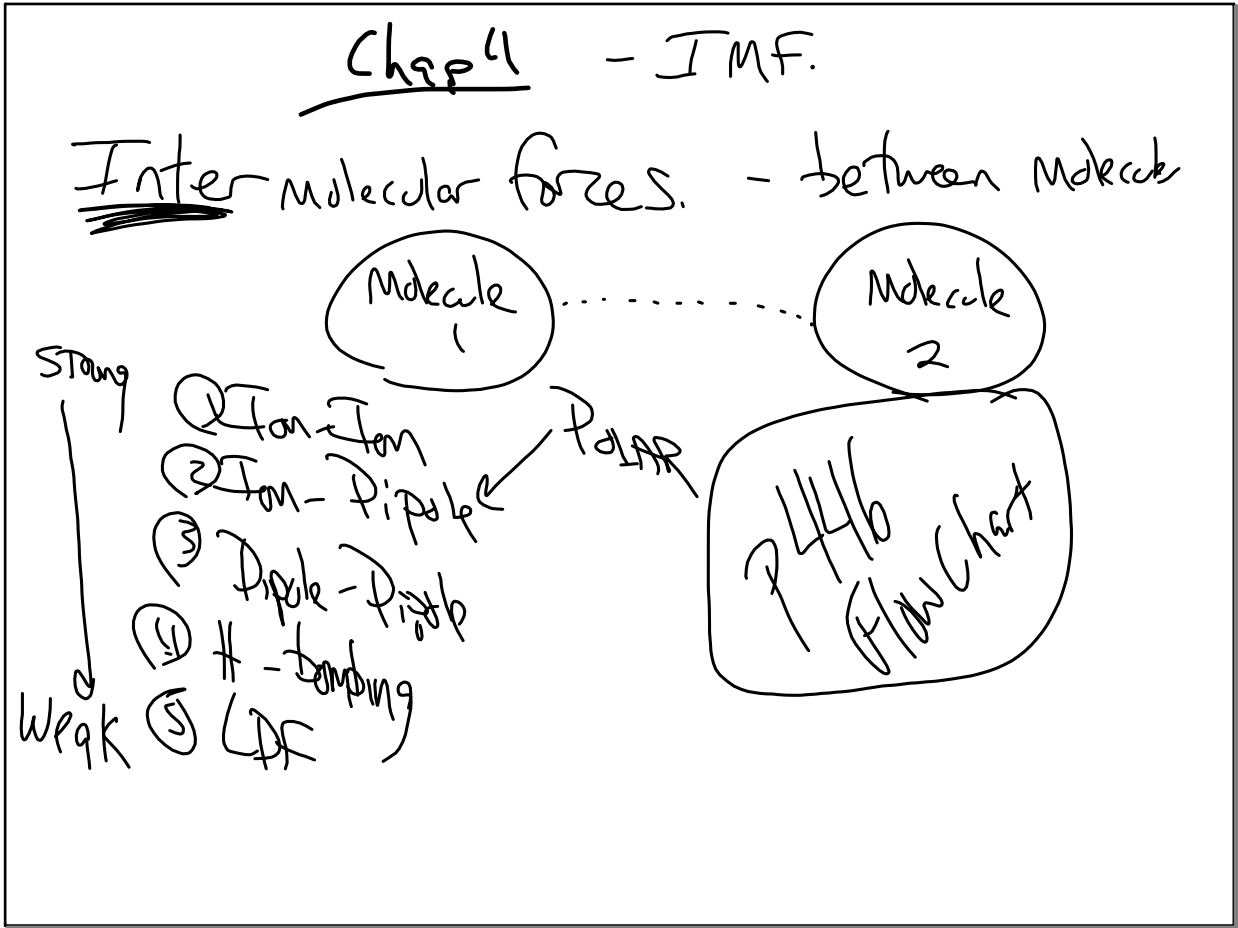 Chap 11 - IMF.
Inter molecular forces. - between Molecules
Molecule 1
Molecule 2
Strong
① Ion-Ion
② Ion-Dipole
POLAR
③ Dipole-Dipole
④ H-bonding
Weak ⑤ LDF
P446
Flow Chart